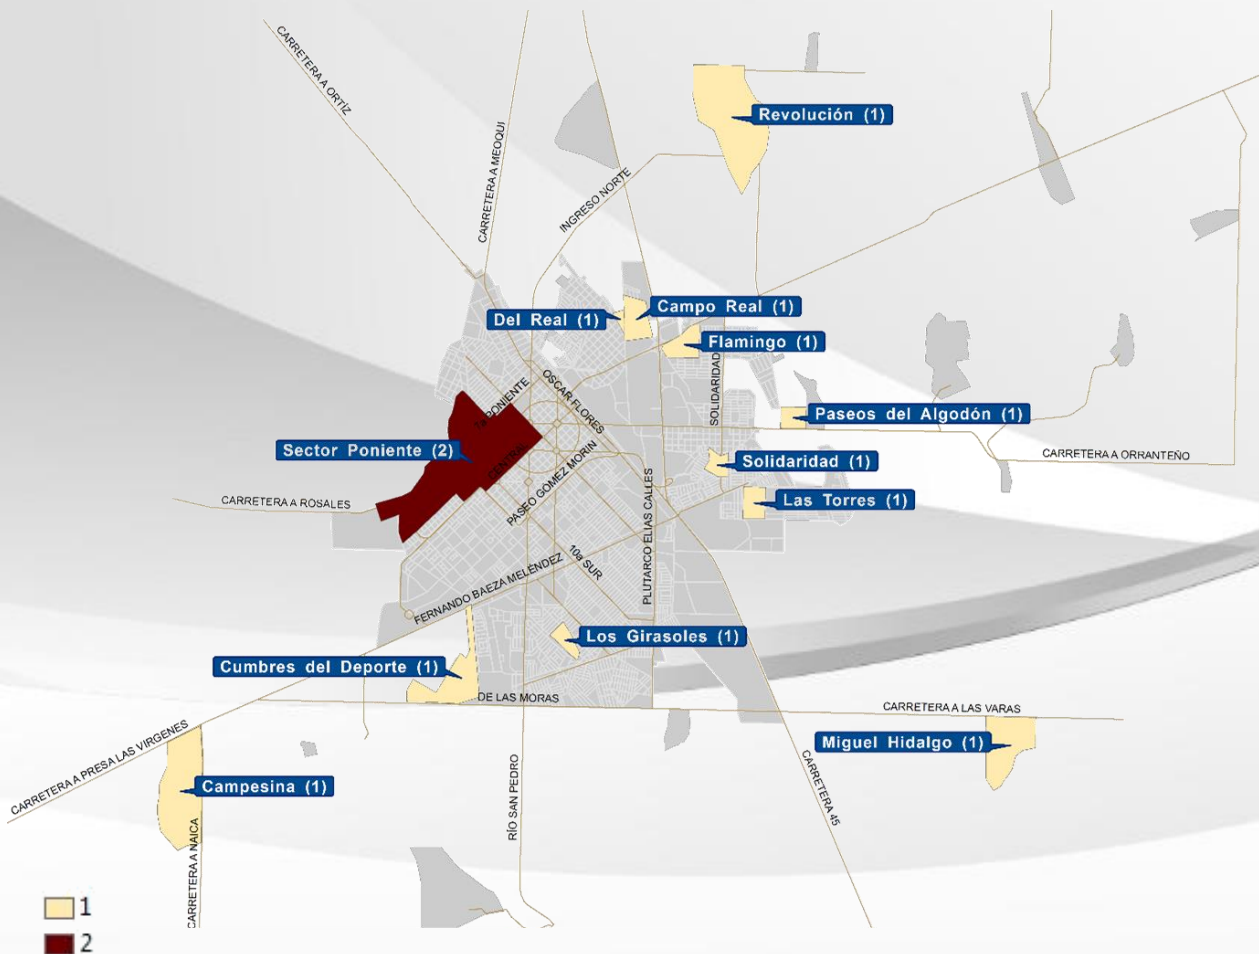 CARRETERA A ORTÍZ
CARRETERA A MEOQUI
INGRESO NORTE
Revolución (1)
Campo Real (1)
Del Real (1)
Flamingo (1)
SOLIDARIDAD
OSCAR FLORES
7a PONIENTE
Paseos del Algodón (1)
Sector Poniente (2)
CENTRAL
PASEO GÓMEZ MORIN
Solidaridad (1)
CARRETERA A ORRANTEÑO
Las Torres (1)
CARRETERA A ROSALES
PLUTARCO ELIAS CALLES
10a SUR
FERNANDO BAEZA MELÉNDEZ
Los Girasoles (1)
Cumbres del Deporte (1)
DE LAS MORAS
CARRETERA A LAS VARAS
Miguel Hidalgo (1)
CARRETERA A PRESA LAS VIRGENES
Campesina (1)
RÍO SAN PEDRO
CARRETERA 45
CARRETERA A NAICA
1
2